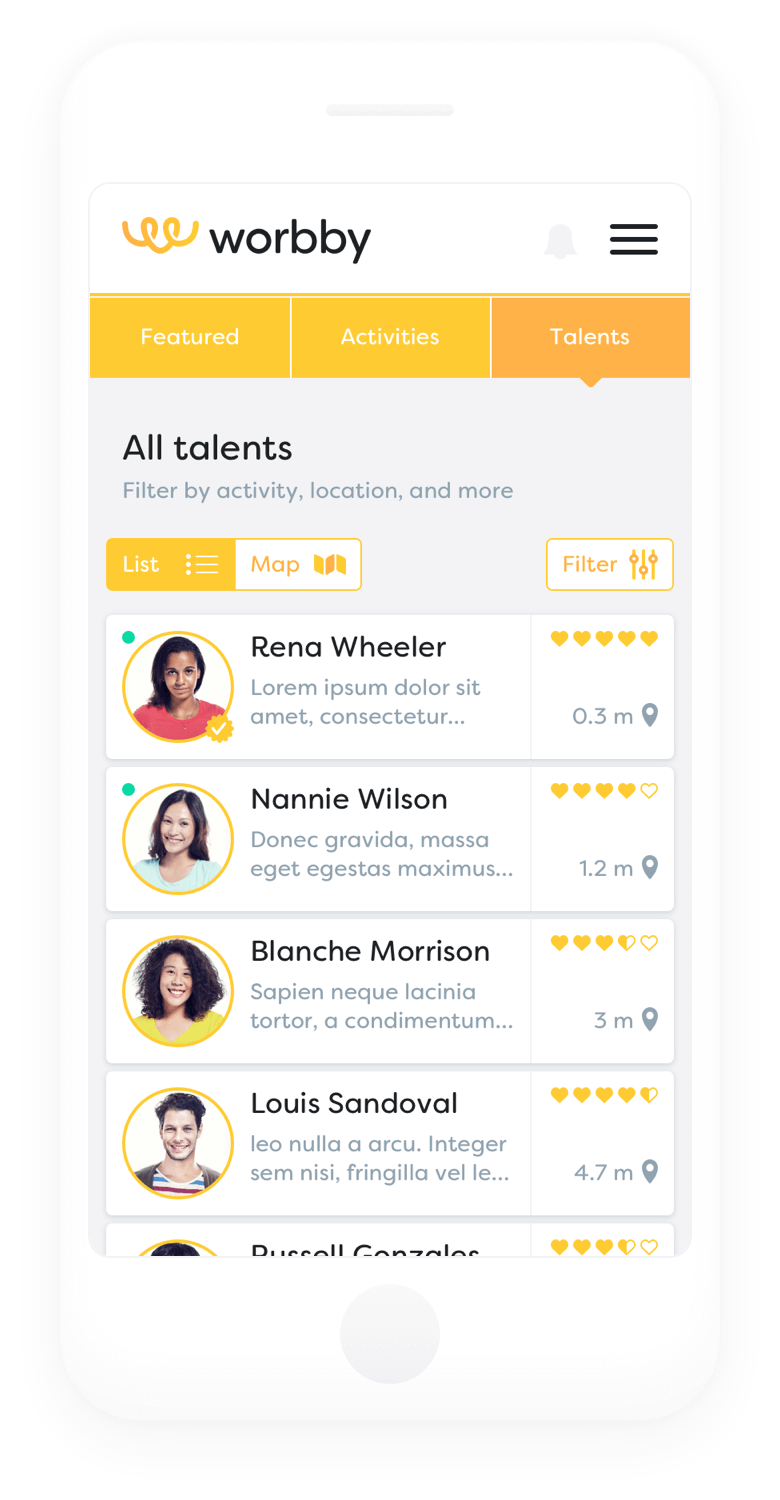 worbby
Featured Activities Talents
All talents
Filter by activity, location, and more
List Map Filter
Rena Wheeler
Lorem ipsum dolor sit
amet, consectetur...
0.3 m
Nannie Wilson
Donec gravida, massa
eget egestas maximus...
1.2 m
Blanche Morrison
Sapien neque lacinia
tortor, a condimentum...
3 m
Louis Sandoval
leo nulla a arcu. Integer
sem nisi, fringilla vel le...
4.7 m
Russell Gonzales